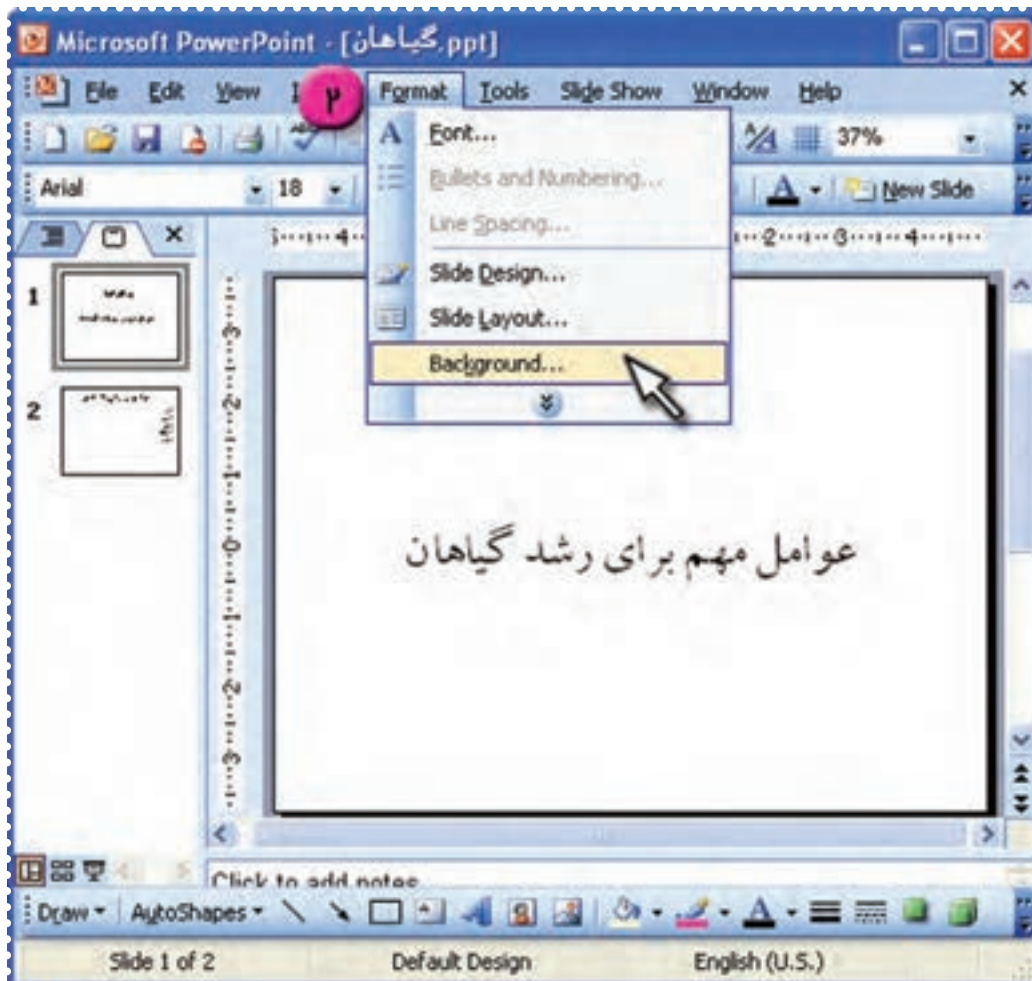 Microsoft PowerPoint - [گیاهان.ppt]
File Edit View I ۲ Format Tools Slide Show Window Help
37%
Arial 18 New Slide
Font...
Bullets and Numbering...
Line Spacing...
Slide Design...
Slide Layout...
Background...
1
2
عوامل مهم برای رشد گیاهان
Click to add notes
Draw AutoShapes
Slide 1 of 2 Default Design English (U.S.)